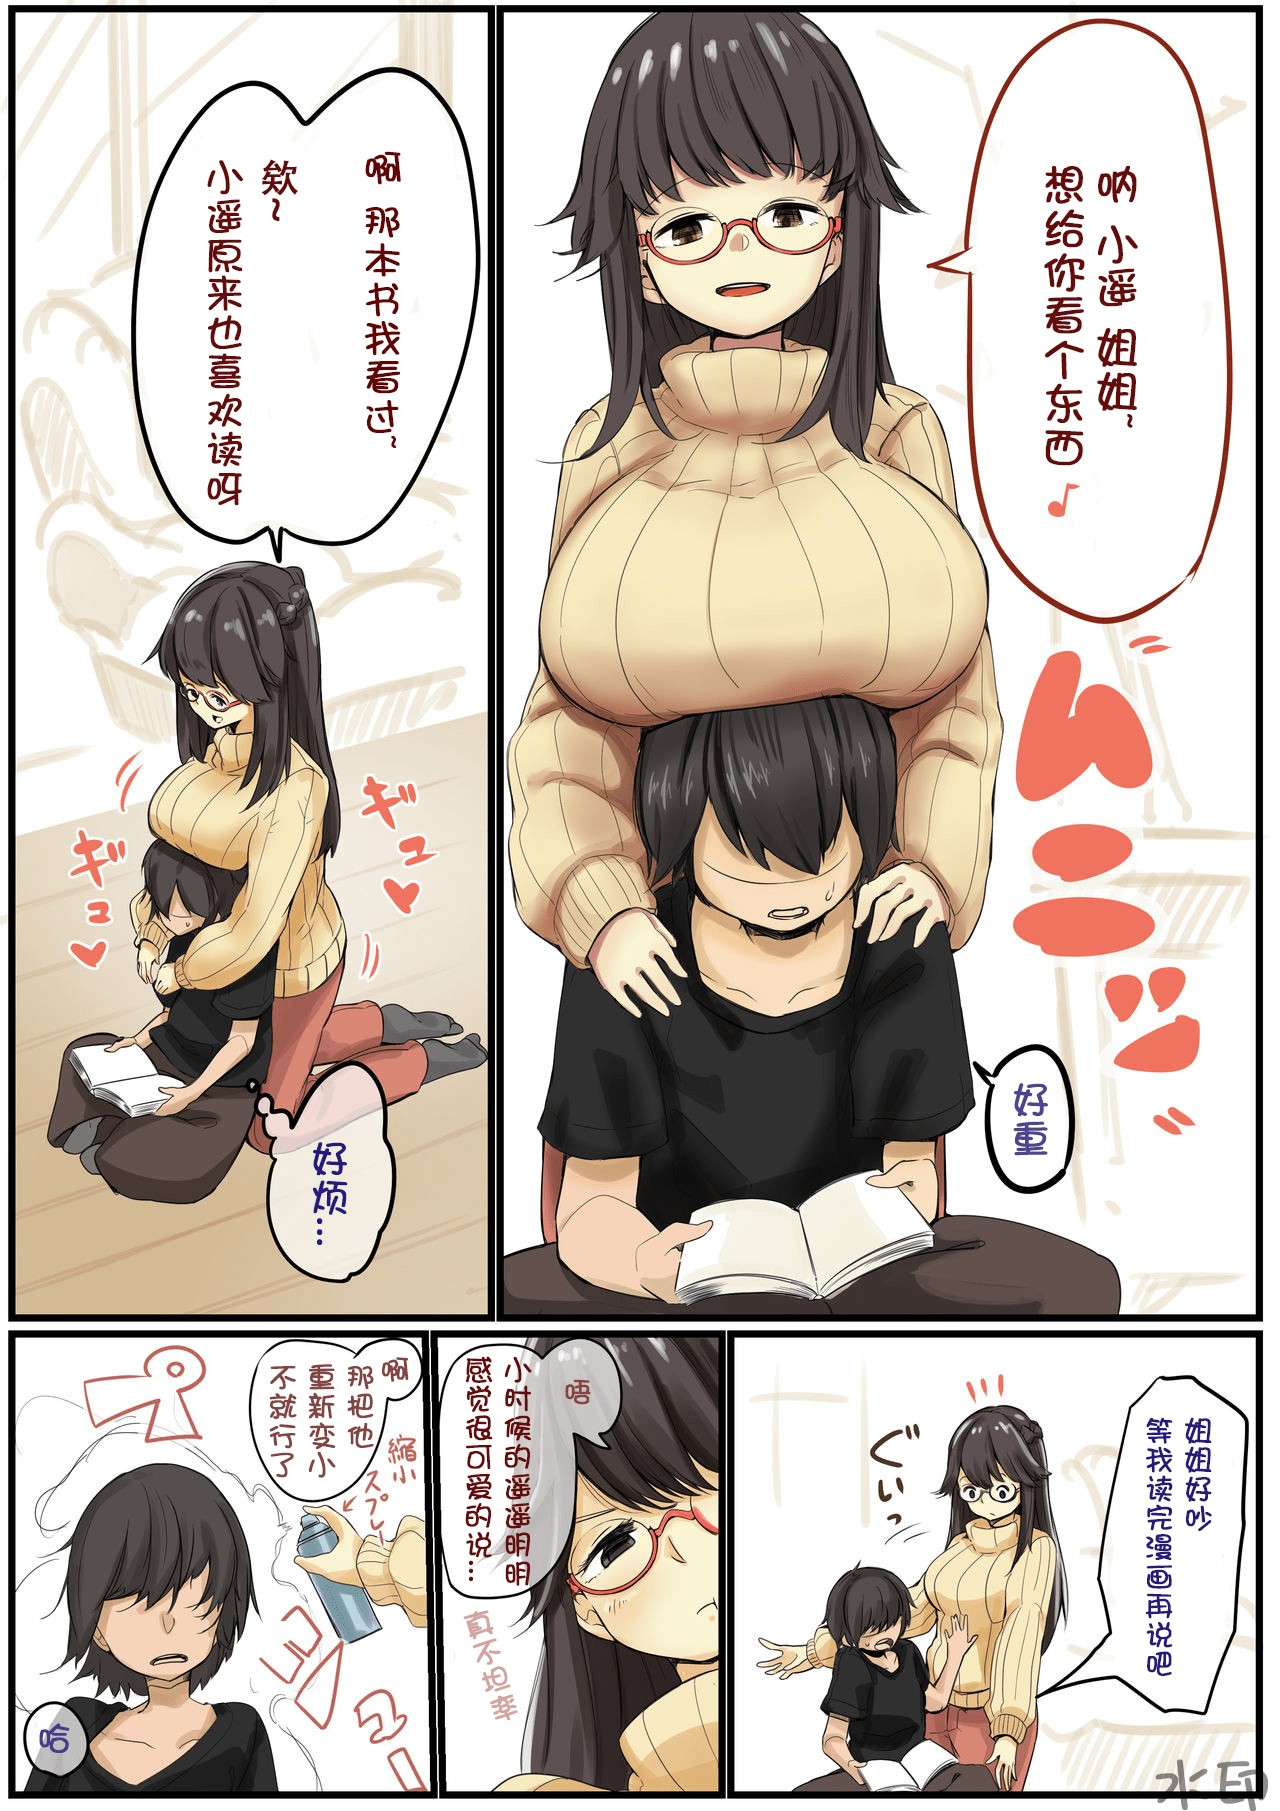 呐 小遥 姐姐~
想给你看个东西
♪
ムニッ
好重
啊 那本书我看过~
欸~
小遥原来也喜欢读呀
ギュ♥
ギュ♥
好烦…
姐姐好吵
等我读完漫画再说吧
ぐいっ
唔
小时候的遥遥明明
感觉很可爱的说…
真不坦率
啊
那把他
重新变小
不就行了
縮小
スプレー
哈
水印